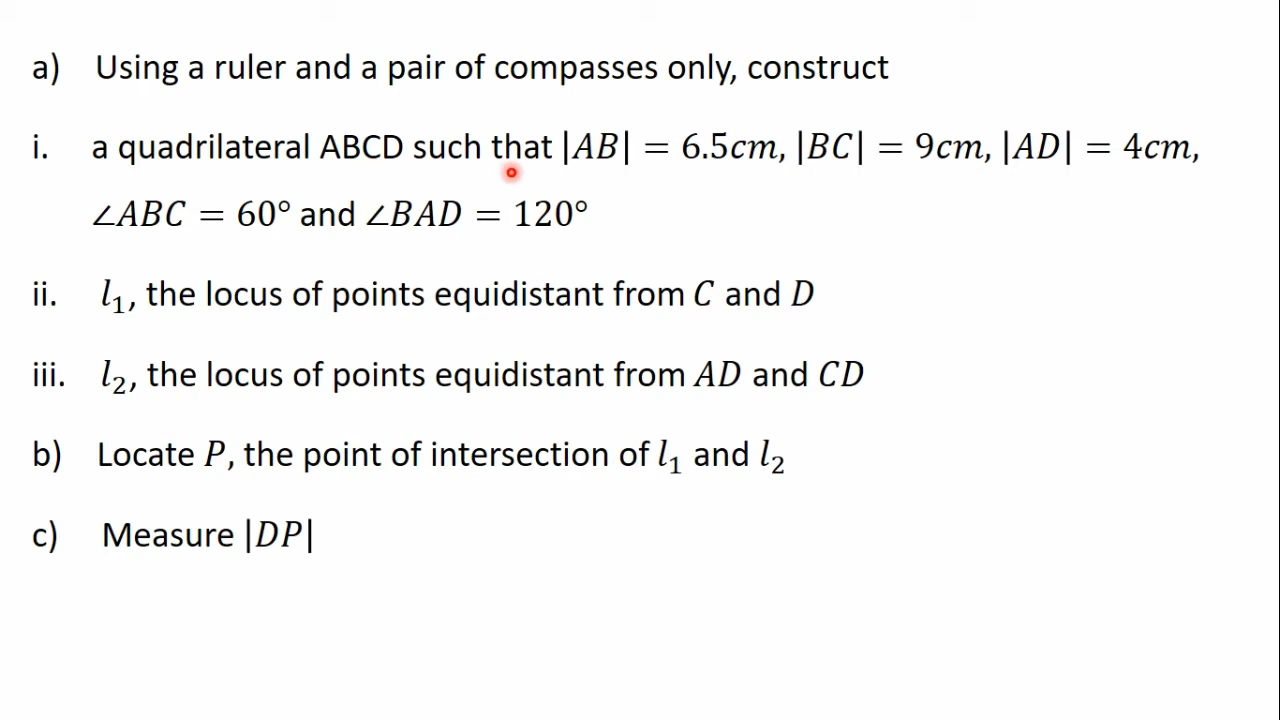 a) Using a ruler and a pair of compasses only, construct
i. a quadrilateral ABCD such that |AB| = 6.5cm, |BC| = 9cm, |AD| = 4cm,
∠ABC = 60° and ∠BAD = 120°
ii. l₁, the locus of points equidistant from C and D
iii. l₂, the locus of points equidistant from AD and CD
b) Locate P, the point of intersection of l₁ and l₂
c) Measure |DP|